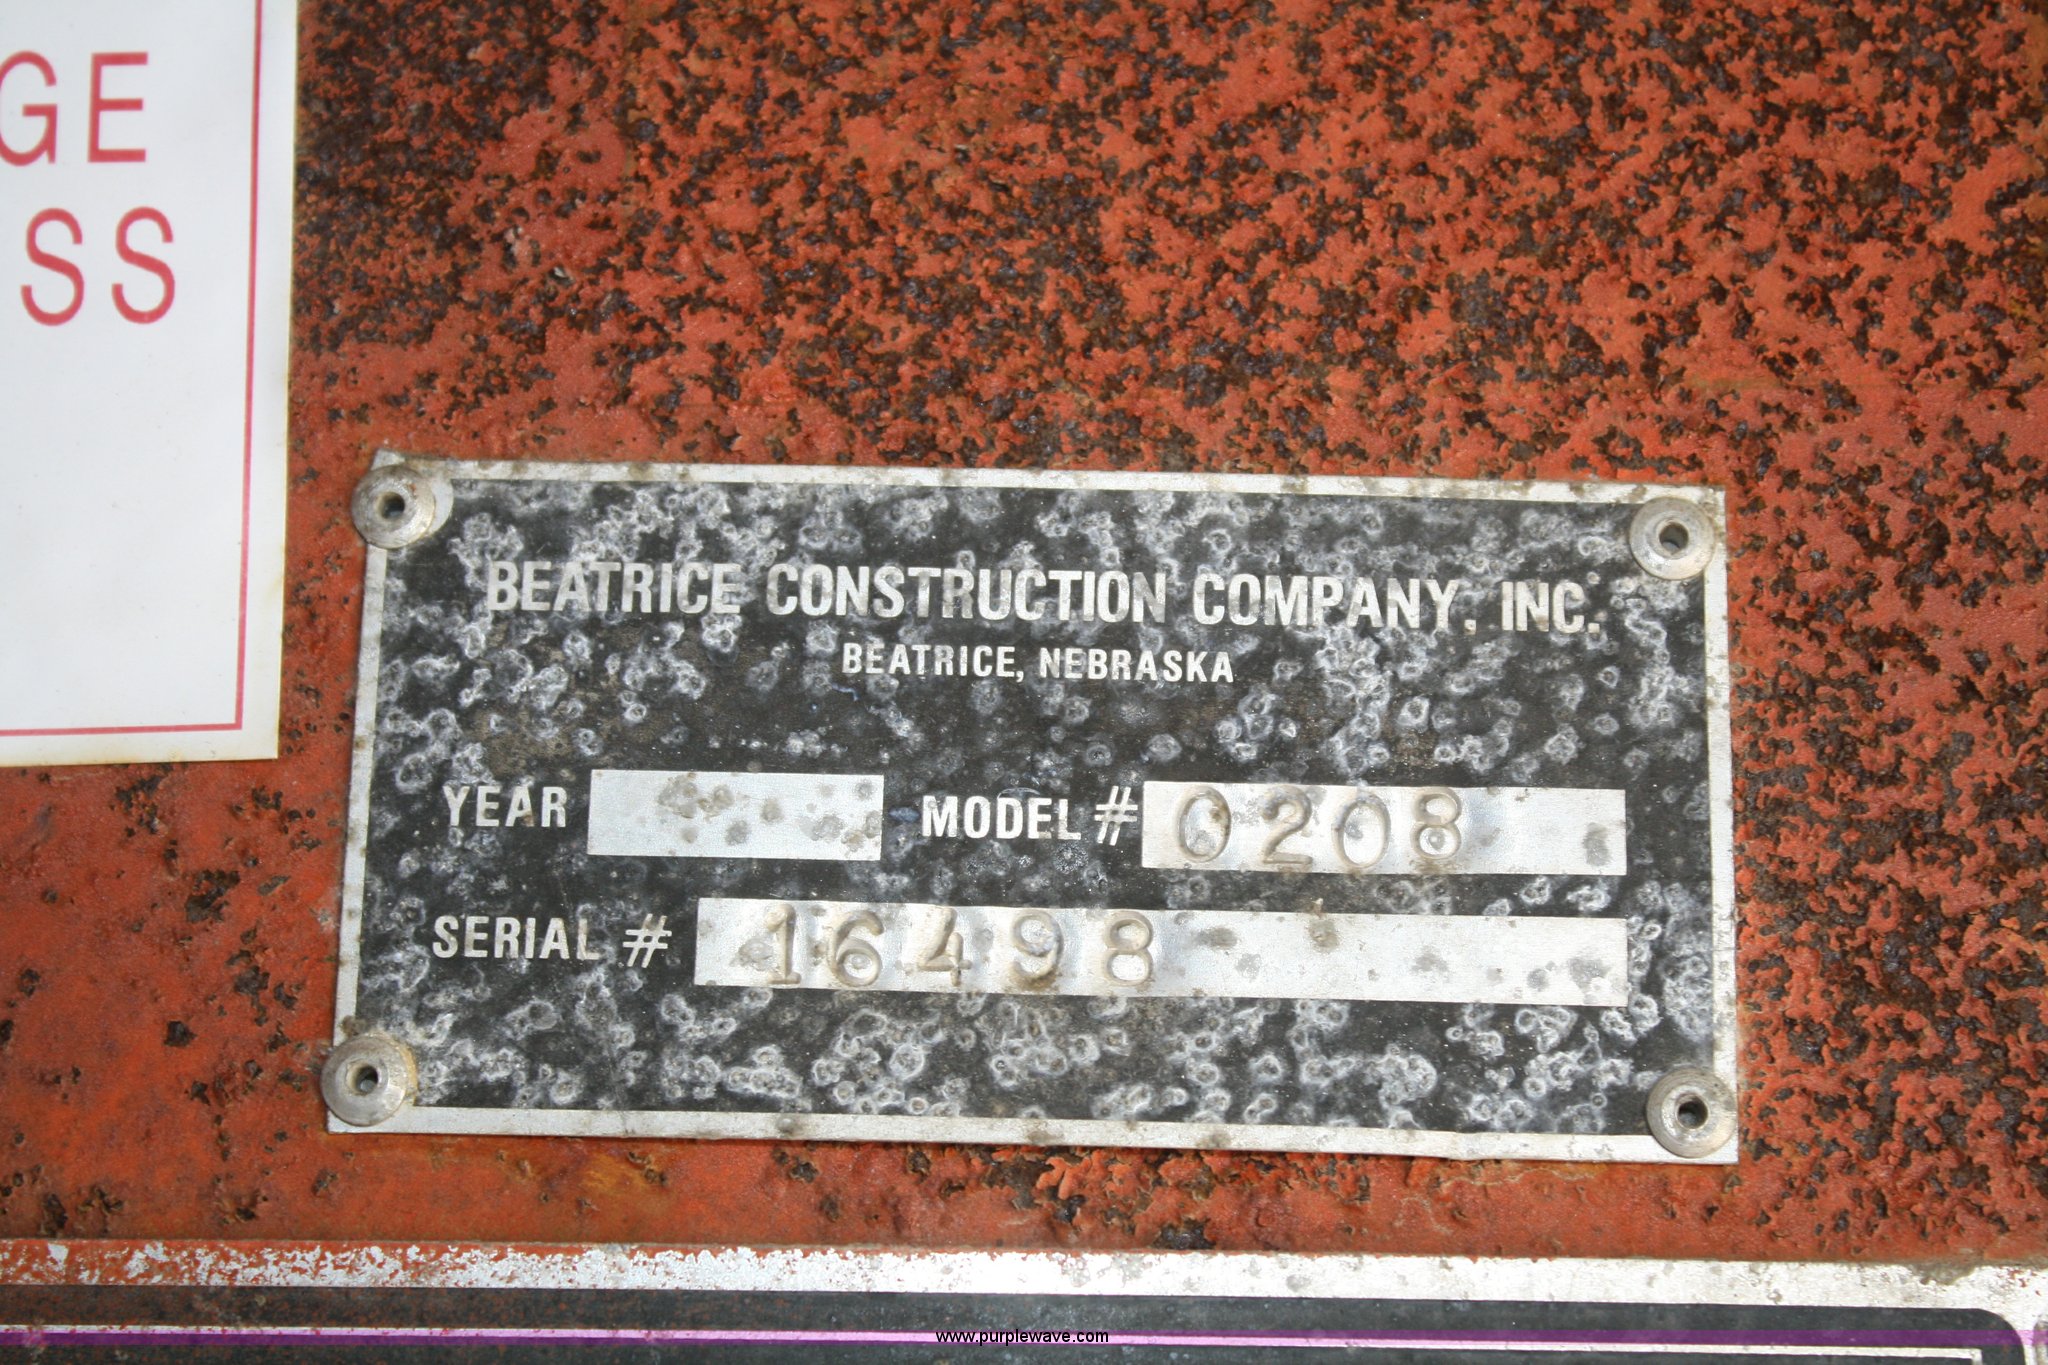 GE
SS
BEATRICE CONSTRUCTION COMPANY, INC.
BEATRICE, NEBRASKA
YEAR MODEL # 0208
SERIAL # 16498
www.purplewave.com